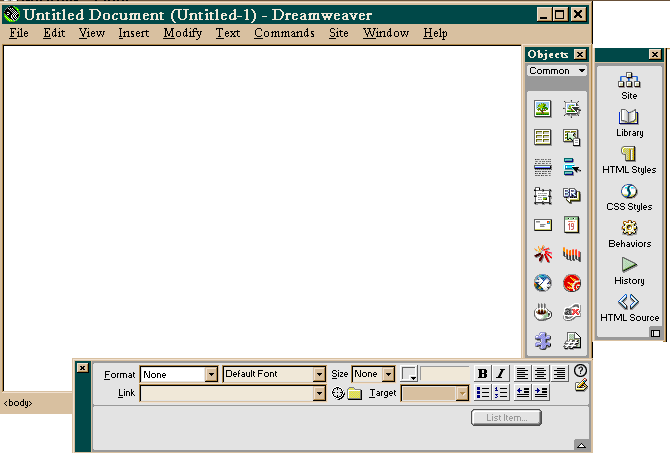 Untitled Document (Untitled-1) - Dreamweaver
File Edit View Insert Modify Text Commands Site Window Help
Objects
Common
19
Site
Library
HTML Styles
CSS Styles
Behaviors
History
HTML Source
Format None Default Font Size None B I
Link Target
<body>
List Item...